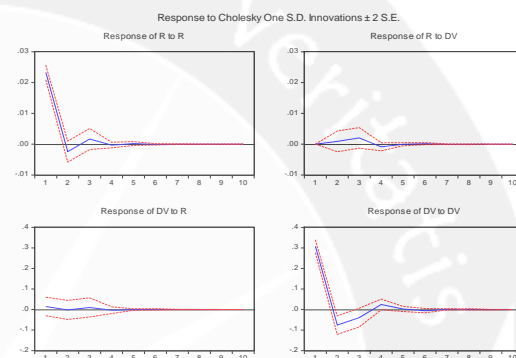 Response to Cholesky One S.D. Innovations ± 2 S.E.
Response of R to R
.03
.02
.01
.00
-.01
1 2 3 4 5 6 7 8 9 10
Response of R to DV
.03
.02
.01
.00
-.01
1 2 3 4 5 6 7 8 9 10
Response of DV to R
.4
.3
.2
.1
.0
-.1
-.2
1 2 3 4 5 6 7 8 9 10
Response of DV to DV
.4
.3
.2
.1
.0
-.1
-.2
1 2 3 4 5 6 7 8 9 10
veritatis